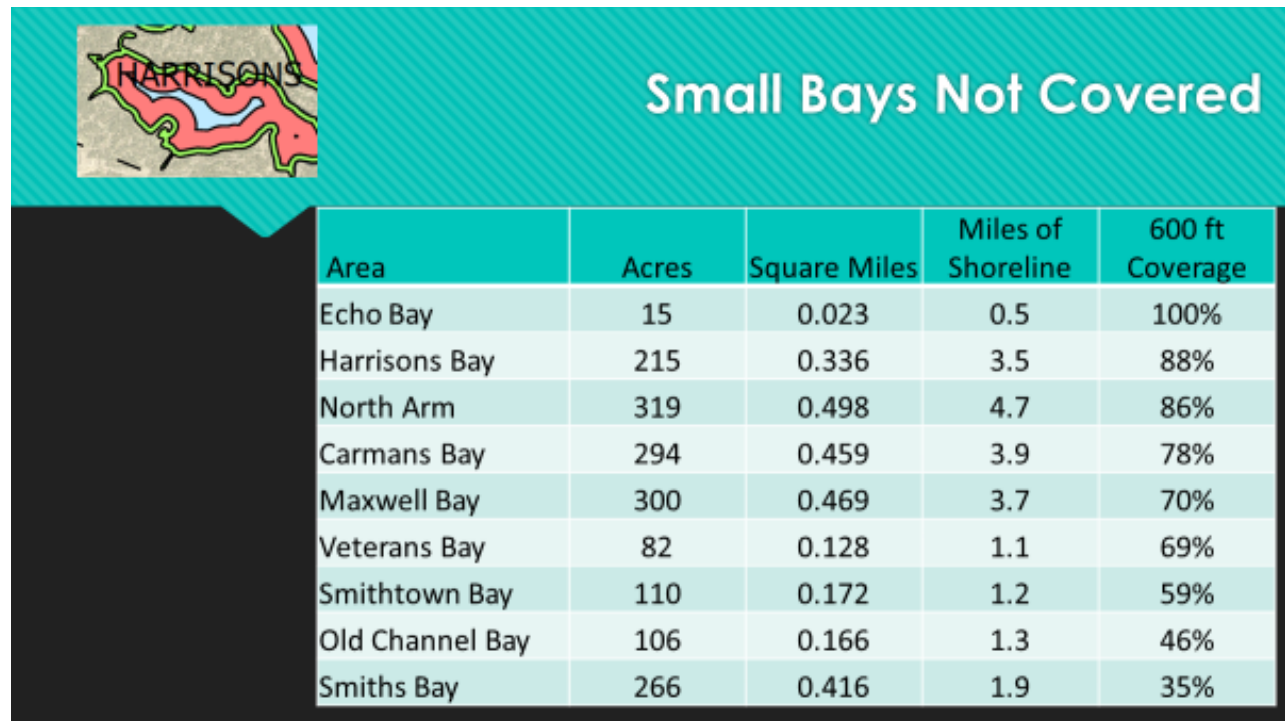 HARRISONS
Small Bays Not Covered
Area Acres Square Miles Miles of Shoreline 600 ft Coverage
Echo Bay 15 0.023 0.5 100%
Harrisons Bay 215 0.336 3.5 88%
North Arm 319 0.498 4.7 86%
Carmans Bay 294 0.459 3.9 78%
Maxwell Bay 300 0.469 3.7 70%
Veterans Bay 82 0.128 1.1 69%
Smithtown Bay 110 0.172 1.2 59%
Old Channel Bay 106 0.166 1.3 46%
Smiths Bay 266 0.416 1.9 35%